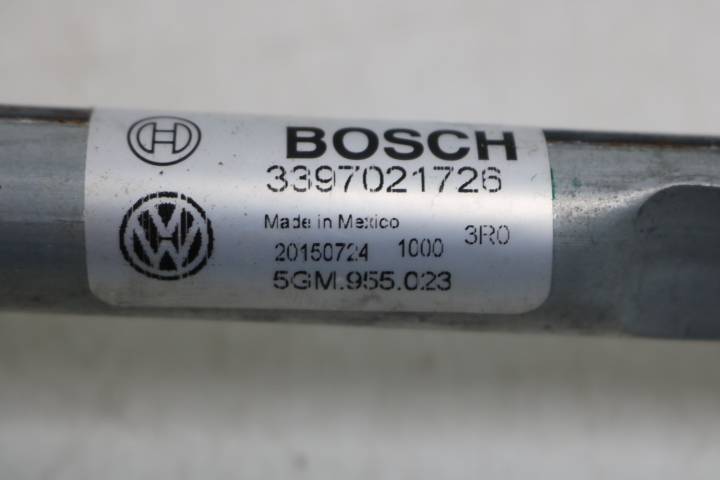 BOSCH
3397021726
Made in Mexico
20150724 1000 3R0
5GM.955.023